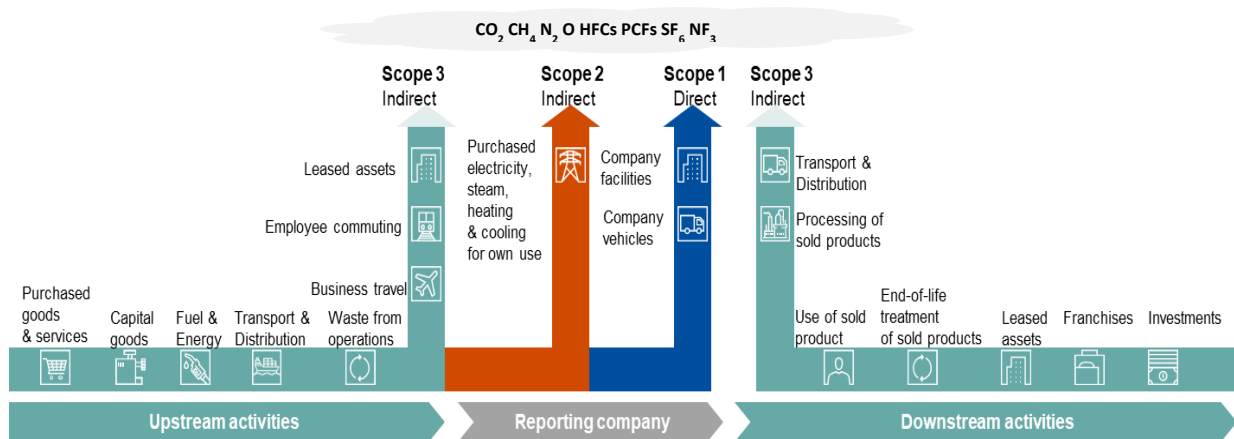 CO2 CH4 N2 O HFCs PCFs SF6 NF3
Scope 3
Indirect
Scope 2
Indirect
Scope 1
Direct
Scope 3
Indirect
Leased assets
Employee commuting
Business travel
Purchased
goods
& services
Capital
goods
Fuel &
Energy
Transport &
Distribution
Waste from
operations
Purchased
electricity,
steam,
heating
& cooling
for own use
Company
facilities
Company
vehicles
Transport &
Distribution
Processing of
sold products
Use of sold
product
End-of-life
treatment
of sold products
Leased
assets
Franchises
Investments
Upstream activities
Reporting company
Downstream activities